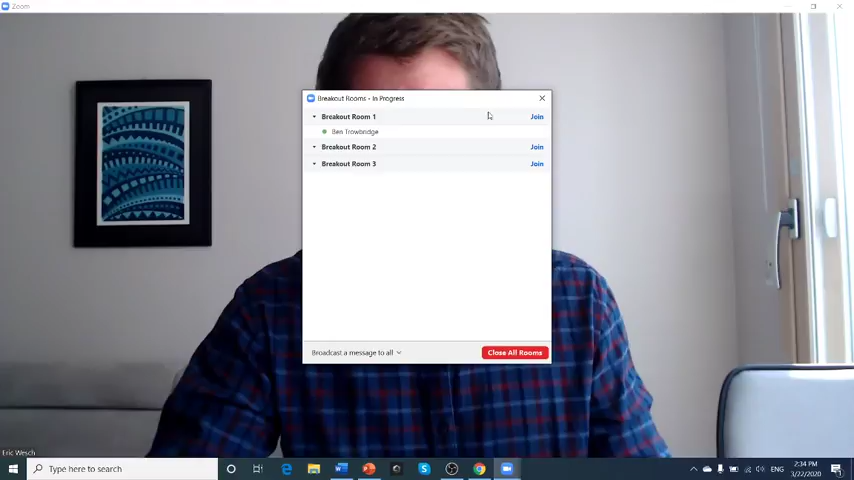 Zoom
Breakout Rooms - In Progress
Breakout Room 1
Join
Ben Trowbridge
Breakout Room 2
Join
Breakout Room 3
Join
Broadcast a message to all
Close All Rooms
Eric Wesch
Type here to search
ENG
2:34 PM
3/22/2020